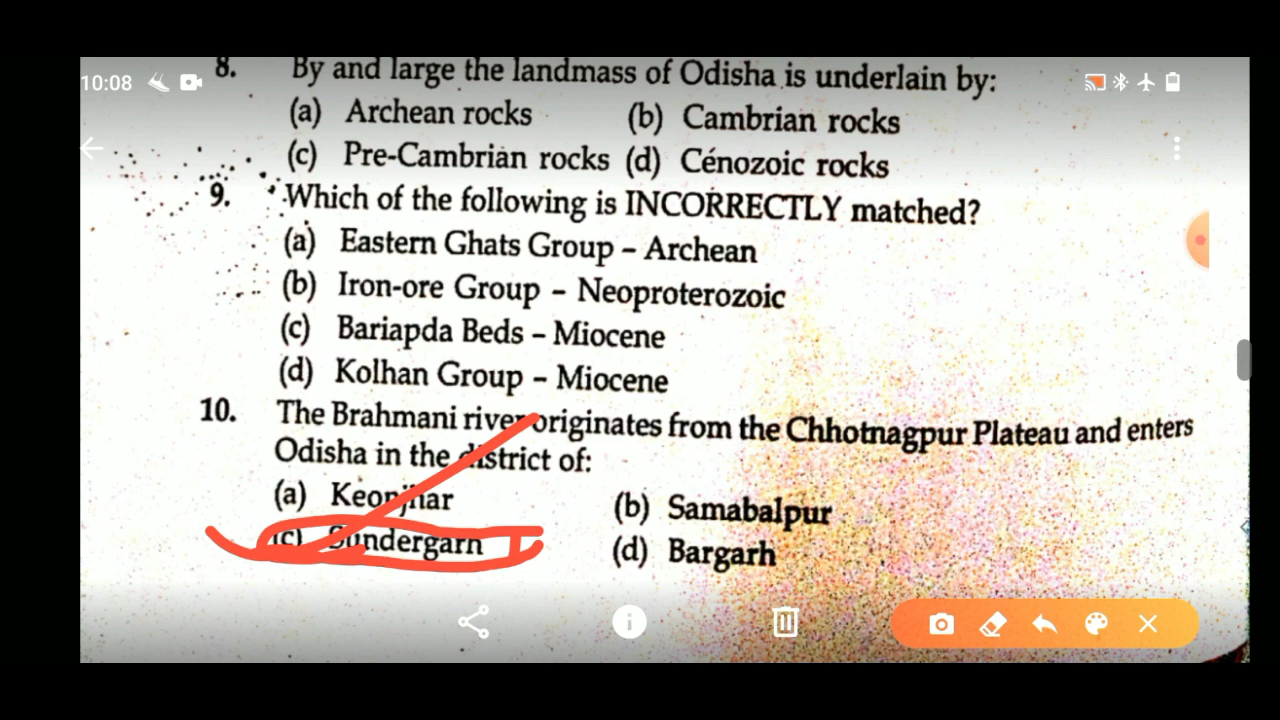 10:08
8. By and large the landmass of Odisha is underlain by:
(a) Archean rocks (b) Cambrian rocks
(c) Pre-Cambrian rocks (d) Cénozoic rocks
9. Which of the following is INCORRECTLY matched?
(a) Eastern Ghats Group – Archean
(b) Iron-ore Group – Neoproterozoic
(c) Bariapda Beds – Miocene
(d) Kolhan Group – Miocene
10. The Brahmani river originates from the Chhotnagpur Plateau and enters
Odisha in the district of:
(a) Keonjhar (b) Samabalpur
(c) Sundergarh (d) Bargarh